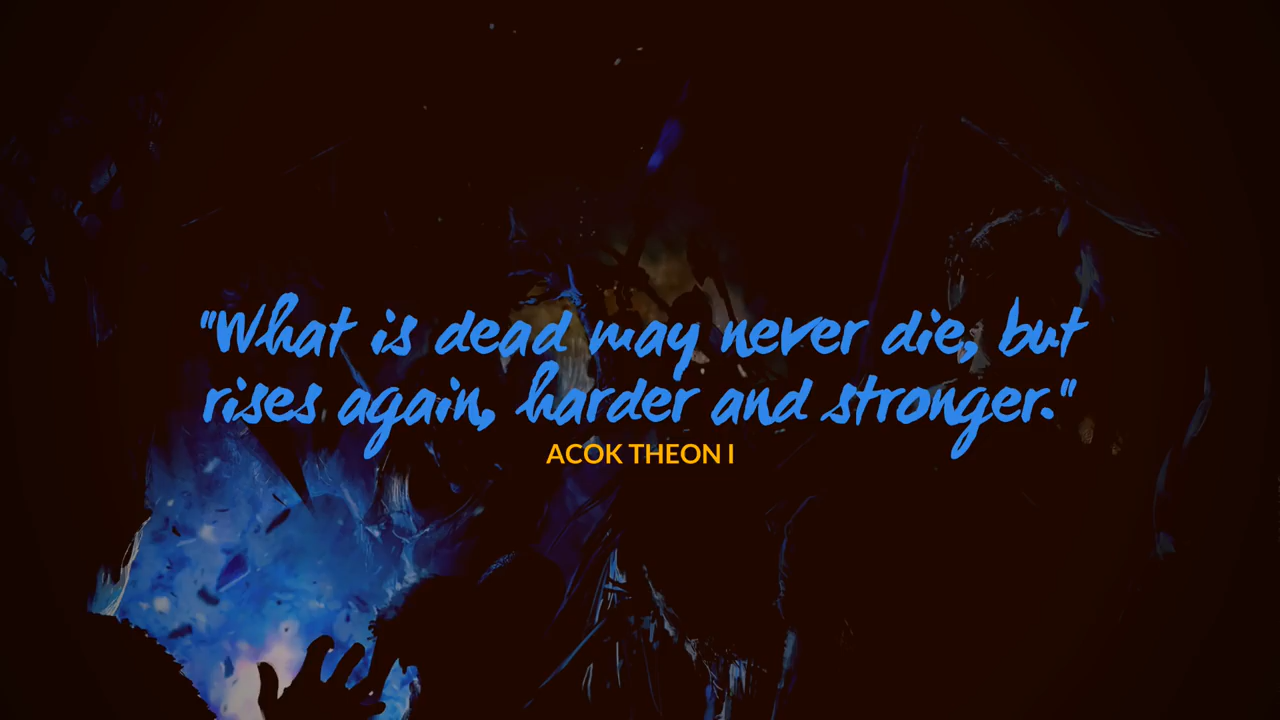 "What is dead may never die, but
rises again, harder and stronger."
ACOK THEON I